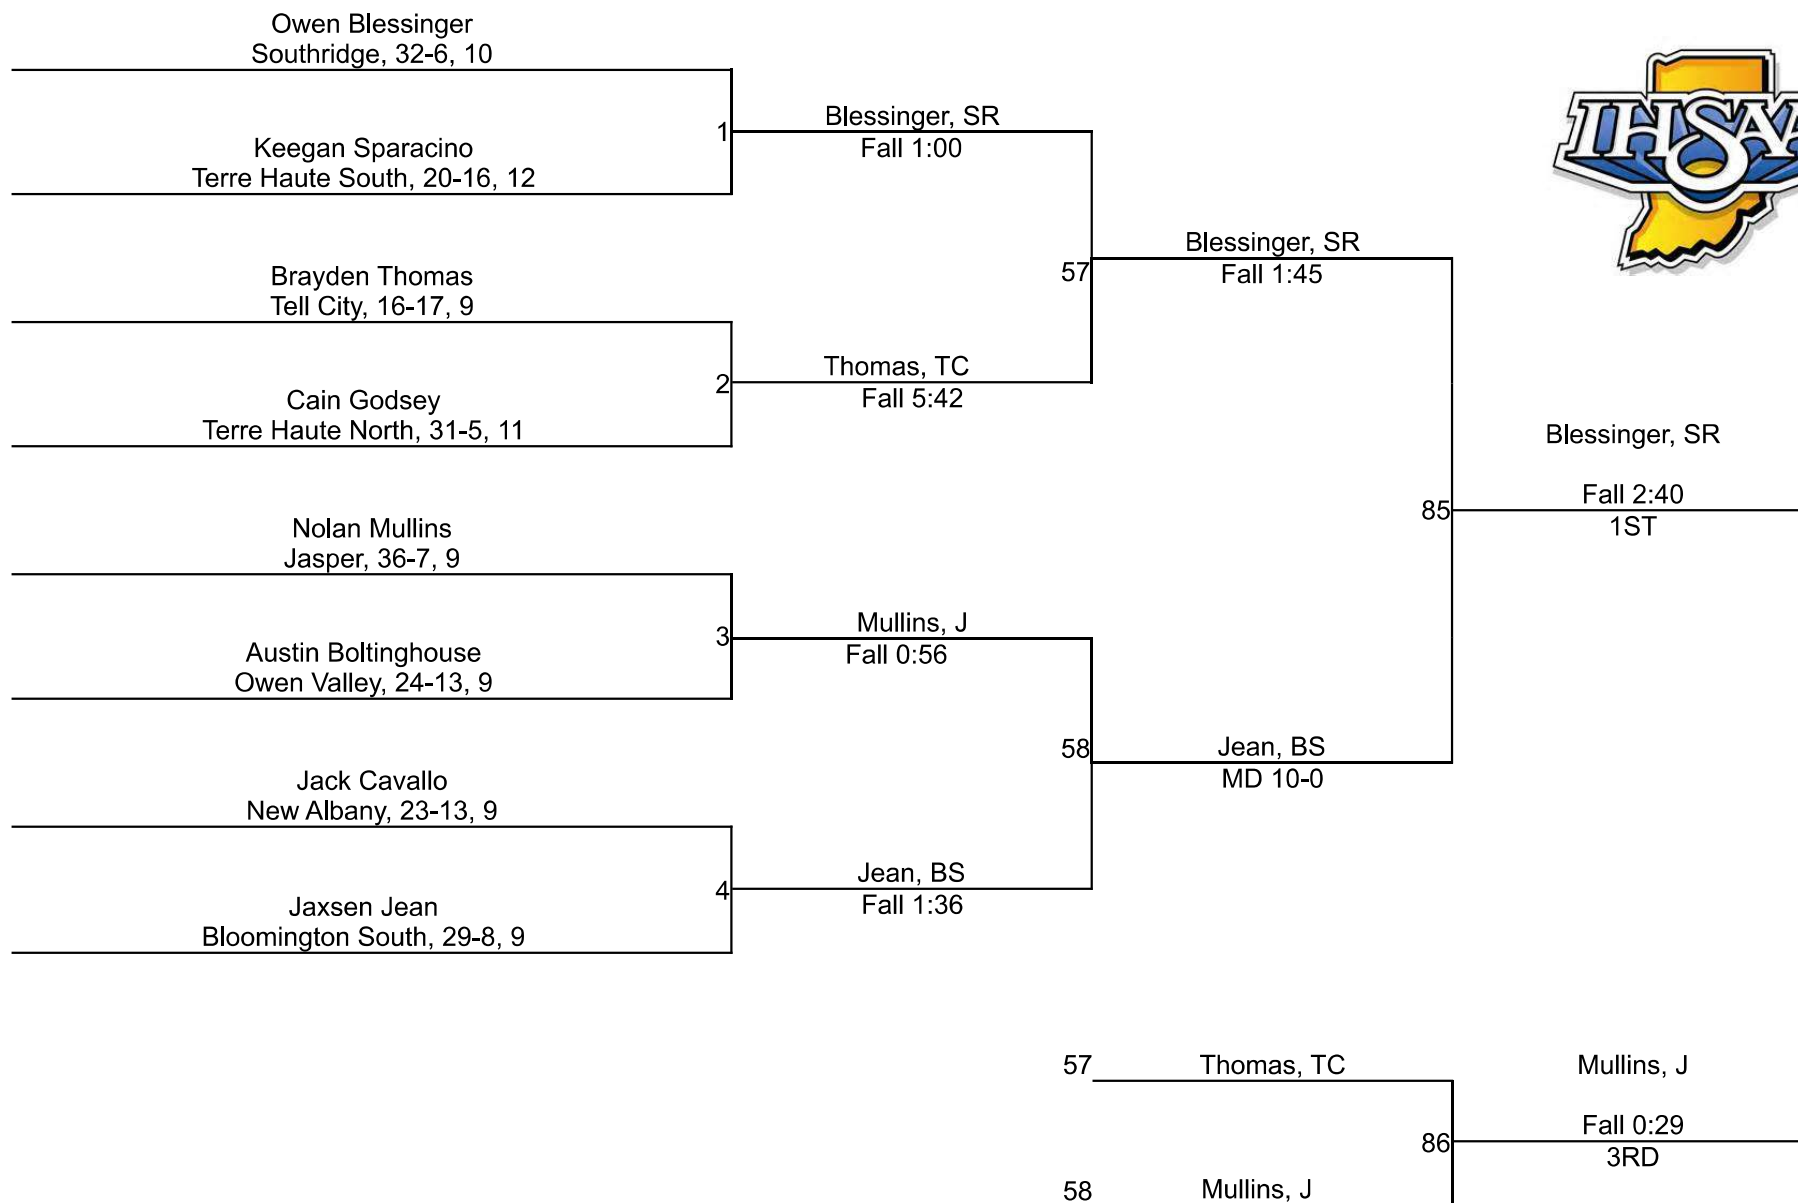 Owen Blessinger
Southridge, 32-6, 10
Keegan Sparacino
Terre Haute South, 20-16, 12
1
Blessinger, SR
Fall 1:00
Brayden Thomas
Tell City, 16-17, 9
Cain Godsey
Terre Haute North, 31-5, 11
2
Thomas, TC
Fall 5:42
57
Blessinger, SR
Fall 1:45
Nolan Mullins
Jasper, 36-7, 9
Austin Boltinghouse
Owen Valley, 24-13, 9
3
Mullins, J
Fall 0:56
Jack Cavallo
New Albany, 23-13, 9
Jaxsen Jean
Bloomington South, 29-8, 9
4
Jean, BS
Fall 1:36
58
Jean, BS
MD 10-0
85
Blessinger, SR
Fall 2:40
1ST
IHSAA
57
Thomas, TC
58
Mullins, J
86
Mullins, J
Fall 0:29
3RD